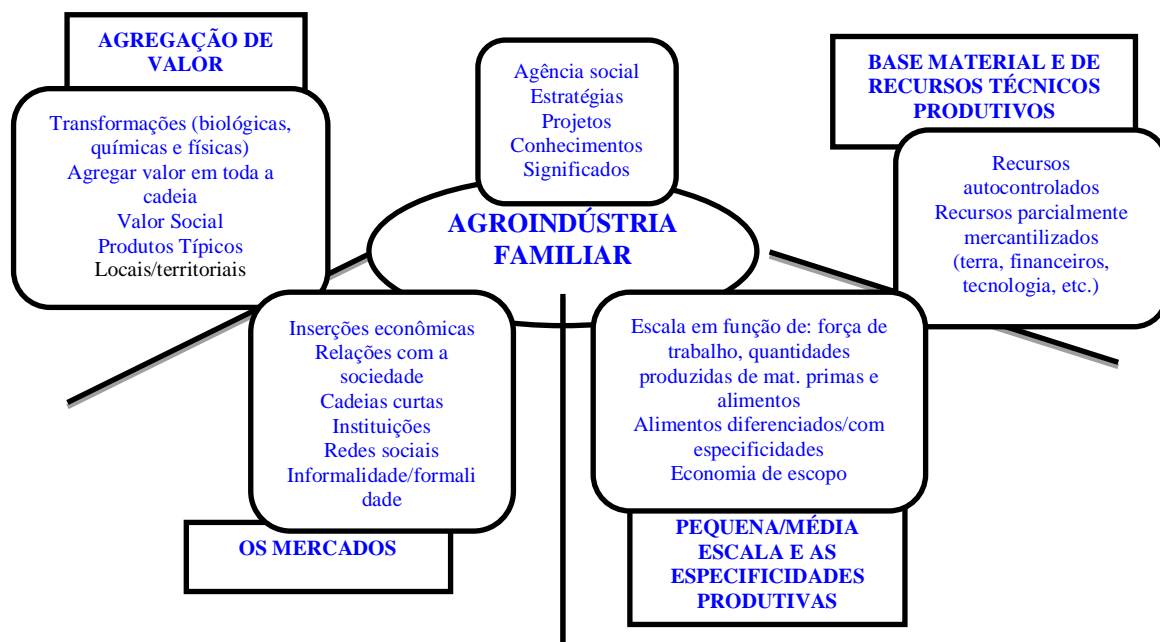 AGREGAÇÃO DE
VALOR
Transformações (biológicas,
químicas e físicas)
Agregar valor em toda a
cadeia
Valor Social
Produtos Típicos
Locais/territoriais
Agência social
Estratégias
Projetos
Conhecimentos
Significados
AGROINDÚSTRIA
FAMILIAR
BASE MATERIAL E DE
RECURSOS TÉCNICOS
PRODUTIVOS
Recursos
autocontrolados
Recursos parcialmente
mercantilizados
(terra, financeiros,
tecnologia, etc.)
Inserções econômicas
Relações com a
sociedade
Cadeias curtas
Instituições
Redes sociais
Informalidade/formali
dade
OS MERCADOS
Escala em função de: força de
trabalho, quantidades
produzidas de mat. primas e
alimentos
Alimentos diferenciados/com
especificidades
Economia de escopo
PEQUENA/MÉDIA
ESCALA E AS
ESPECIFICIDADES
PRODUTIVAS